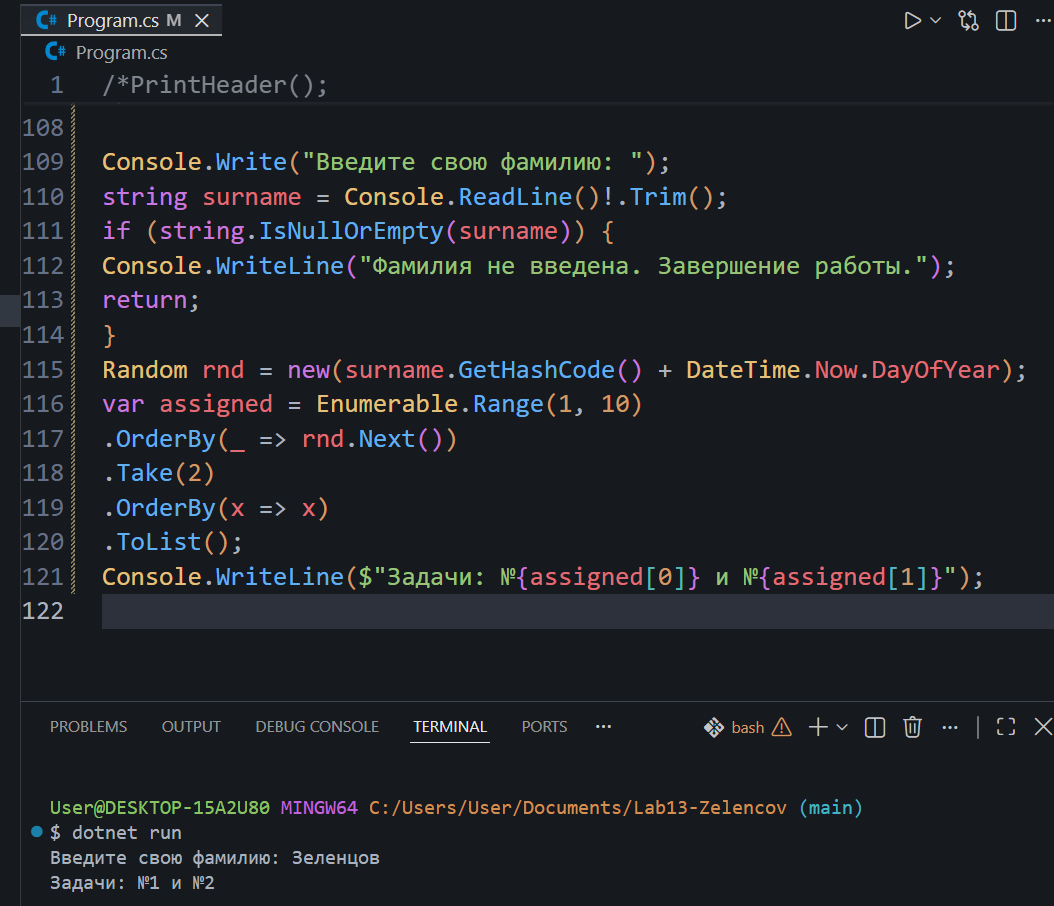 Program.cs M
Program.cs
1 /*PrintHeader();
108
109 Console.Write("Введите свою фамилию: ");
110 string surname = Console.ReadLine()!.Trim();
111 if (string.IsNullOrEmpty(surname)) {
112 Console.WriteLine("Фамилия не введена. Завершение работы.");
113 return;
114 }
115 Random rnd = new(surname.GetHashCode() + DateTime.Now.DayOfYear);
116 var assigned = Enumerable.Range(1, 10)
117 .OrderBy(_ => rnd.Next())
118 .Take(2)
119 .OrderBy(x => x)
120 .ToList();
121 Console.WriteLine($"Задачи: №{assigned[0]} и №{assigned[1]}");
122
PROBLEMS OUTPUT DEBUG CONSOLE TERMINAL PORTS ··· bash
User@DESKTOP-15A2U80 MINGW64 C:/Users/User/Documents/Lab13-Zelencov (main)
$ dotnet run
Введите свою фамилию: Зеленцов
Задачи: №1 и №2